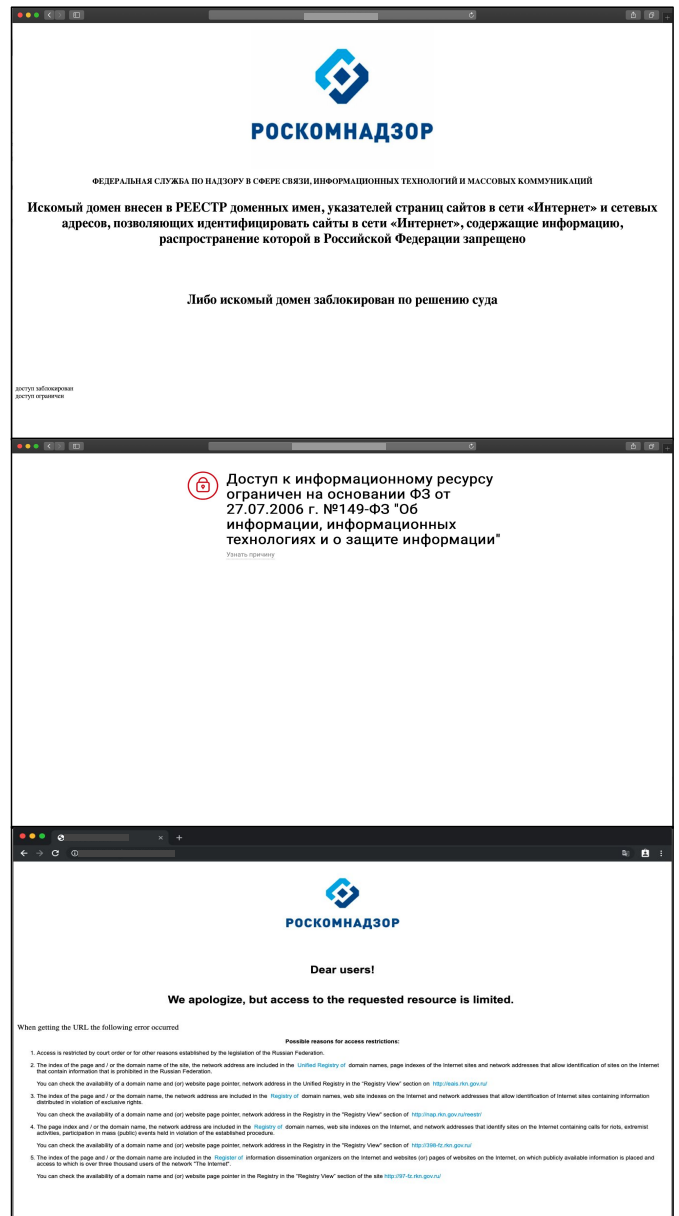 РОСКОМНАДЗОР
ФЕДЕРАЛЬНАЯ СЛУЖБА ПО НАДЗОРУ В СФЕРЕ СВЯЗИ, ИНФОРМАЦИОННЫХ ТЕХНОЛОГИЙ И МАССОВЫХ КОММУНИКАЦИЙ
Искомый домен внесен в РЕЕСТР доменных имен, указателей страниц сайтов в сети «Интернет» и сетевых
адресов, позволяющих идентифицировать сайты в сети «Интернет», содержащие информацию,
распространение которой в Российской Федерации запрещено
Либо искомый домен заблокирован по решению суда
доступ заблокирован
доступ ограничен
Доступ к информационному ресурсу
ограничен на основании ФЗ от
27.07.2006 г. №149-ФЗ "Об
информации, информационных
технологиях и о защите информации"
Узнать причину
РОСКОМНАДЗОР
Dear users!
We apologize, but access to the requested resource is limited.
When getting the URL the following error occurred
Possible reasons for access restrictions:
1. Access is restricted by court order or for other reasons established by the legislation of the Russian Federation.
2. The index of the page and / or the domain name of the site, the network address are included in the Unified Registry of domain names, page indexes of the Internet sites and network addresses that allow identification of sites on the Internet
that contain information that is prohibited in the Russian Federation.
You can check the availability of a domain name and (or) website page pointer, network address in the Unified Registry in the "Registry View" section on http://eais.rkn.gov.ru/
3. The index of the page and / or the domain name, the network address are included in the Registry of domain names, web site indexes on the Internet and network addresses that allow identification of Internet sites containing information
distributed in violation of exclusive rights.
You can check the availability of a domain name and (or) website page pointer, network address in the Registry in the "Registry View" section of http://nap.rkn.gov.ru/reestr/
4. The page index and / or the domain name, the network address are included in the Registry of domain names, web site indexes on the Internet, and network addresses that identify sites on the Internet containing calls for riots, extremist
activities, participation in mass (public) events held in violation of the established procedure.
You can check the availability of a domain name and (or) website page pointer, network address in the Registry in the "Registry View" section of http://398-fz.rkn.gov.ru/
5. The index of the page and / or the domain name are included in the Register of information dissemination organizers on the Internet and websites (or) pages of websites on the Internet, on which publicly available information is placed and
access to which is over three thousand users of the network "The Internet".
You can check the availability of a domain name and (or) website page pointer in the Registry in the "Registry View" section of the site http://97-fz.rkn.gov.ru/